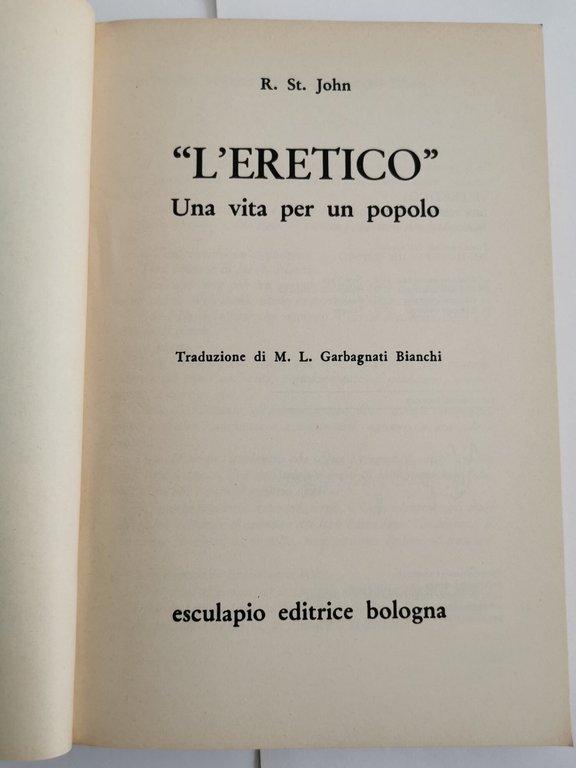 R. St. John
“L'ERETICO”
Una vita per un popolo
Traduzione di M. L. Garbagnati Bianchi
esculapio editrice bologna